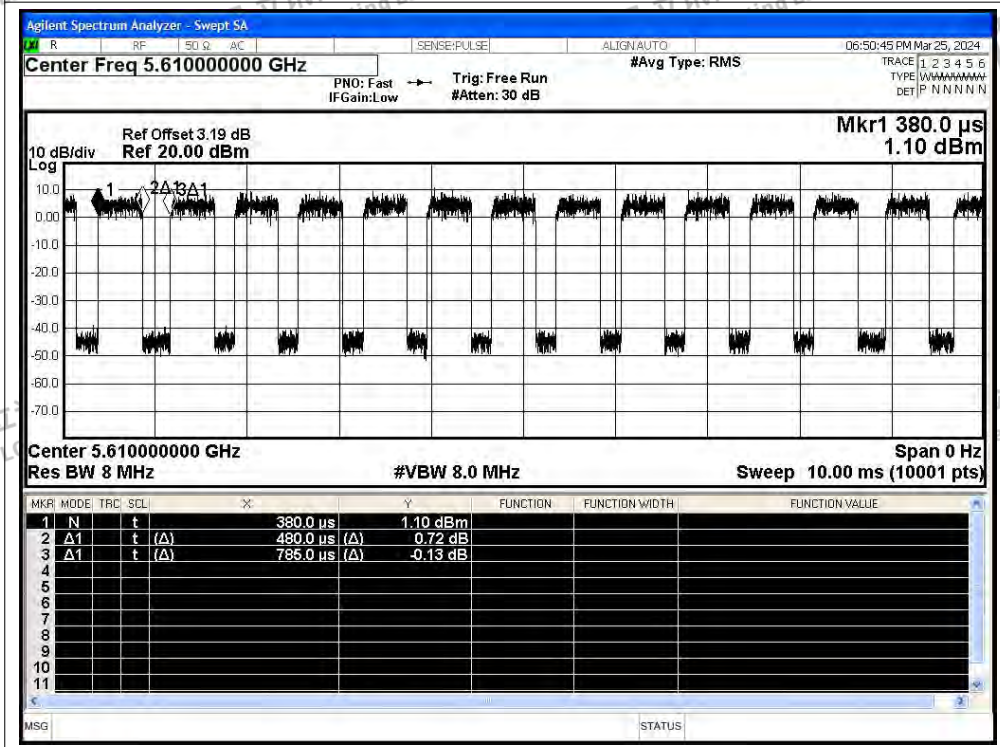 Agilent Spectrum Analyzer - Swept SA
R RF 50 Ω AC SENSE:PULSE ALIGN AUTO 06:50:45 PM Mar 25, 2024
Center Freq 5.610000000 GHz
PNO: Fast
IFGain:Low
Trig: Free Run
#Atten: 30 dB
#Avg Type: RMS
TRACE 1 2 3 4 5 6
TYPE
DET P N N N N N
Mkr1 380.0 µs
1.10 dBm
Ref Offset 3.19 dB
10 dB/div Ref 20.00 dBm
Log
10.0
0.00
-10.0
-20.0
-30.0
-40.0
-50.0
-60.0
-70.0
1 2Δ1 3Δ1
Center 5.610000000 GHz Span 0 Hz
Res BW 8 MHz #VBW 8.0 MHz Sweep 10.00 ms (10001 pts)
MKR MODE TRC SCL X Y FUNCTION FUNCTION WIDTH FUNCTION VALUE
1 N t 380.0 µs 1.10 dBm
2 Δ1 t (Δ) 480.0 µs (Δ) 0.72 dB
3 Δ1 t (Δ) 785.0 µs (Δ) -0.13 dB
4
5
6
7
8
9
10
11
MSG STATUS